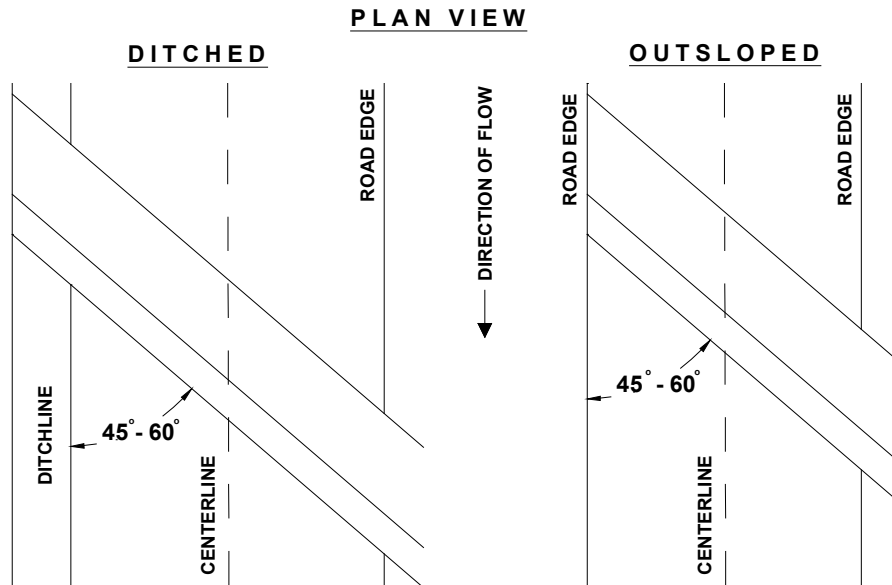 PLAN VIEW
DITCHED
OUTSLOPED
ROAD EDGE
DIRECTION OF FLOW
ROAD EDGE
ROAD EDGE
45° - 60°
45° - 60°
DITCHLINE
CENTERLINE
CENTERLINE